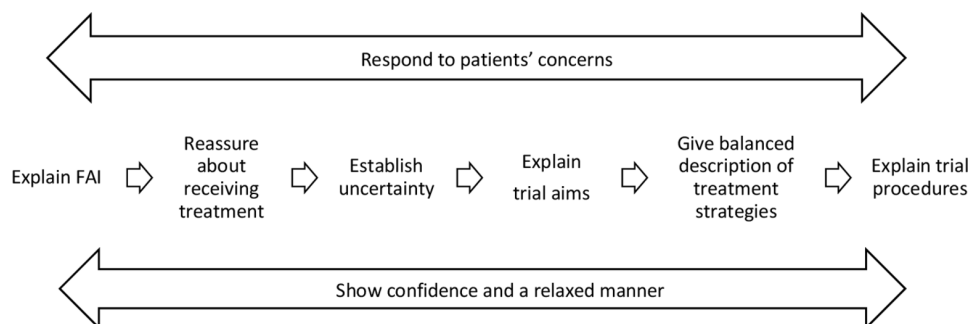 Respond to patients’ concerns
Explain FAI
Reassure
about
receiving
treatment
Establish
uncertainty
Explain
trial aims
Give balanced
description of
treatment
strategies
Explain trial
procedures
Show confidence and a relaxed manner